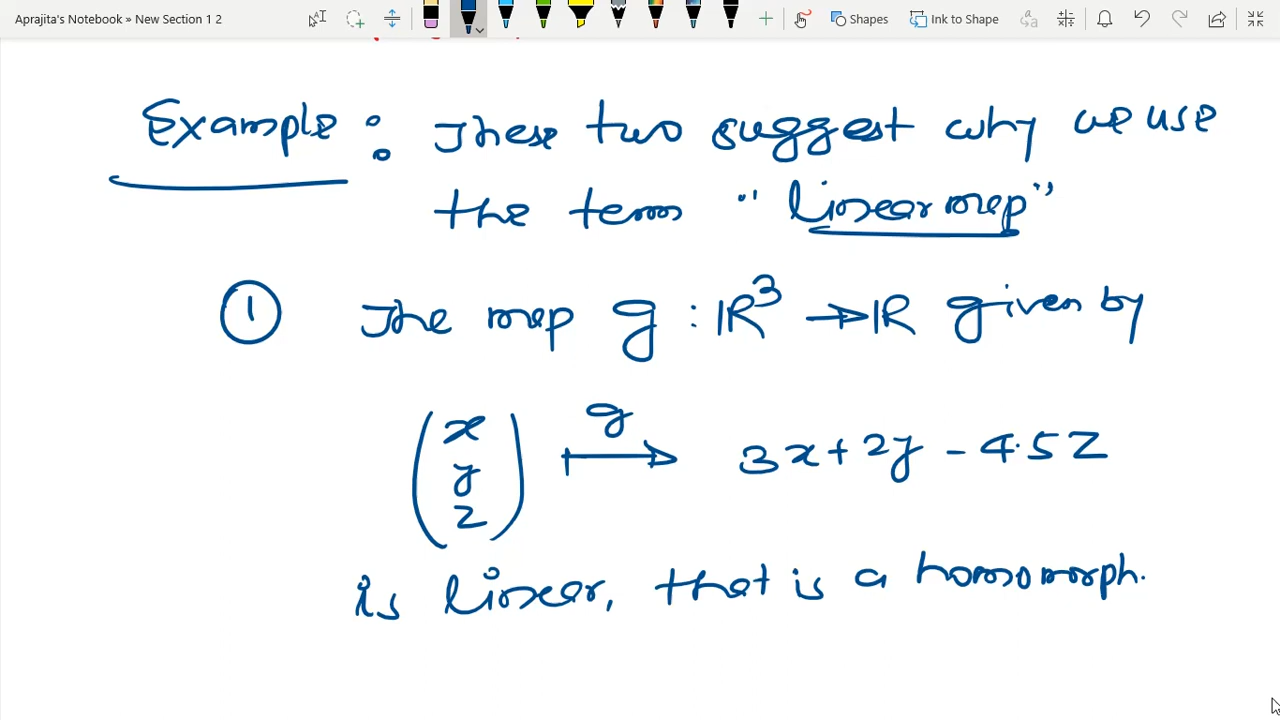 Aprajita's Notebook » New Section 1 2
Shapes
Ink to Shape
Example: These two suggest why we use
the term "linear map"
① The map g : ℝ³ → ℝ given by
g
(x y z) ↦ 3x + 2y - 4.5z
is linear, that is a homomorph.